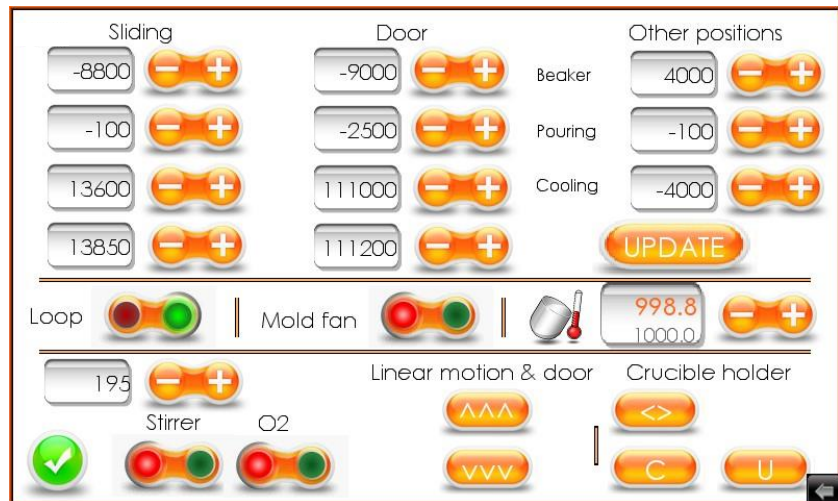 Sliding Door Other positions
-8800 − + -9000 − + Beaker 4000 − +
-100 − + -2500 − + Pouring -100 − +
13600 − + 111000 − + Cooling -4000 − +
13850 − + 111200 − + UPDATE
Loop Mold fan 998.8 − +
1000.0
195 − + Linear motion & door Crucible holder
Stirrer O2 ^^^ <>
vvv C U